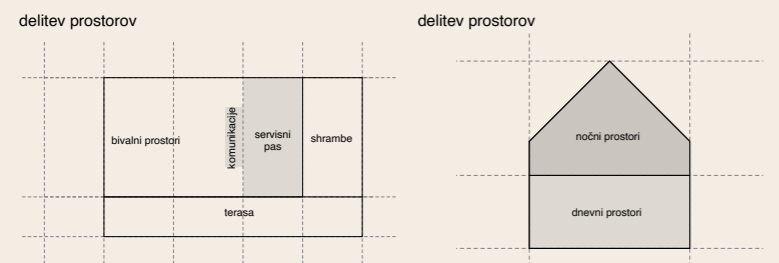 delitev prostorov
bivalni prostori
komunikacije
servisni
pas
shrambe
terasa
delitev prostorov
nočni prostori
dnevni prostori